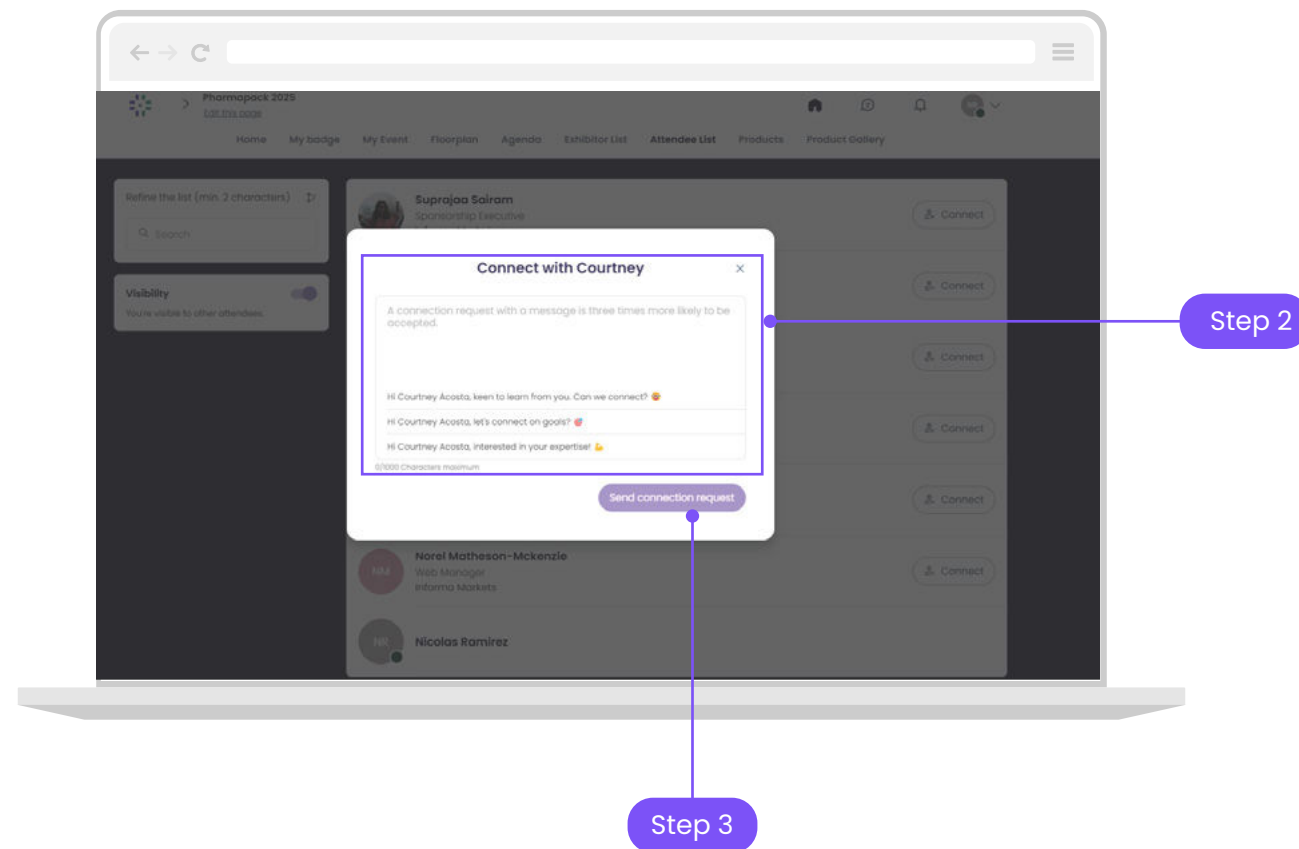 Pharmapack 2025
Edit this page
Home My badge My Event Floorplan Agenda Exhibitor List Attendee List Products Product Gallery
Refine the list (min. 2 characters)
Search
Visibility
You're visible to other attendees.
Suprajaa Sairam
Sponsorship Executive
Connect
Connect with Courtney
A connection request with a message is three times more likely to be
accepted.
Hi Courtney Acosta, keen to learn from you. Can we connect? 🤓
Hi Courtney Acosta, let's connect on goals? 🎯
Hi Courtney Acosta, interested in your expertise! 💪
0/1000 Characters maximum
Send connection request
Connect
Connect
Connect
Connect
NM
Norel Matheson-Mckenzie
Web Manager
Informa Markets
Connect
NR
Nicolas Ramirez
Step 2
Step 3